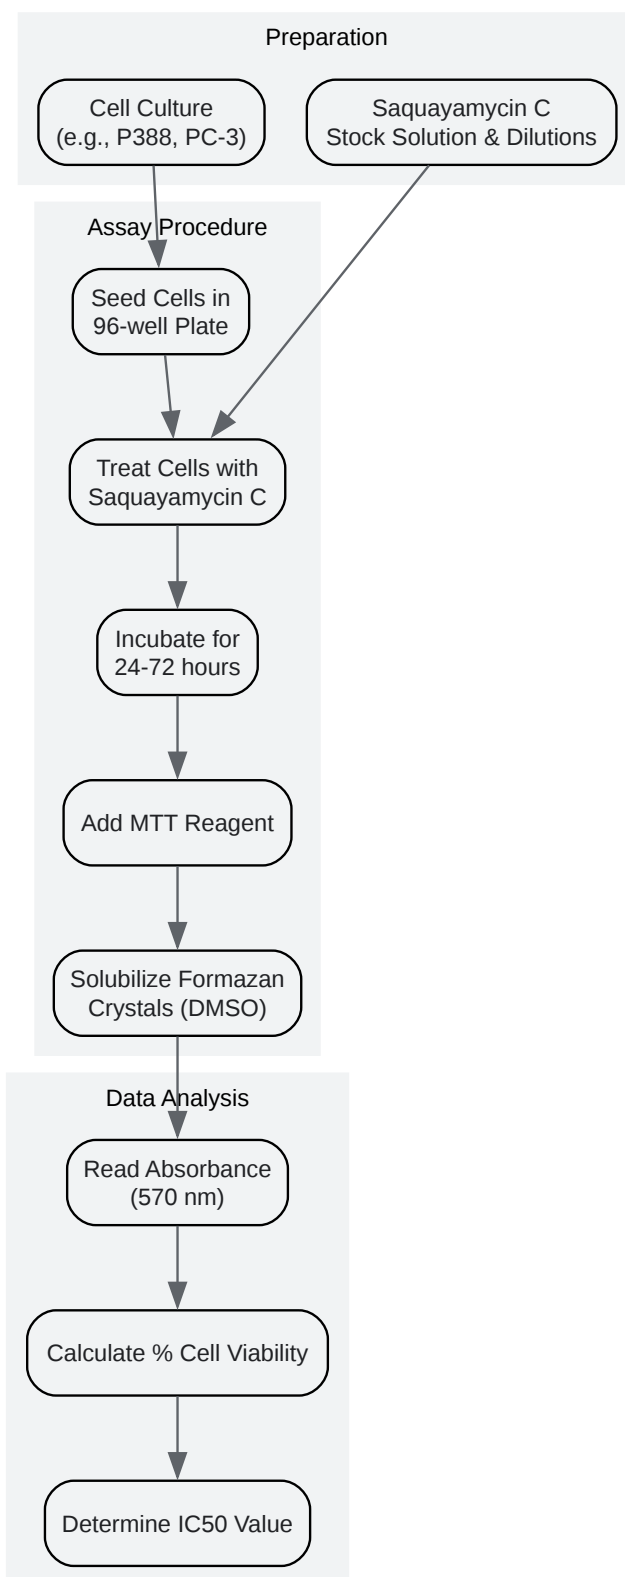 Preparation
Cell Culture
(e.g., P388, PC-3)
Saquayamycin C
Stock Solution & Dilutions
Assay Procedure
Seed Cells in
96-well Plate
Treat Cells with
Saquayamycin C
Incubate for
24-72 hours
Add MTT Reagent
Solubilize Formazan
Crystals (DMSO)
Data Analysis
Read Absorbance
(570 nm)
Calculate % Cell Viability
Determine IC50 Value